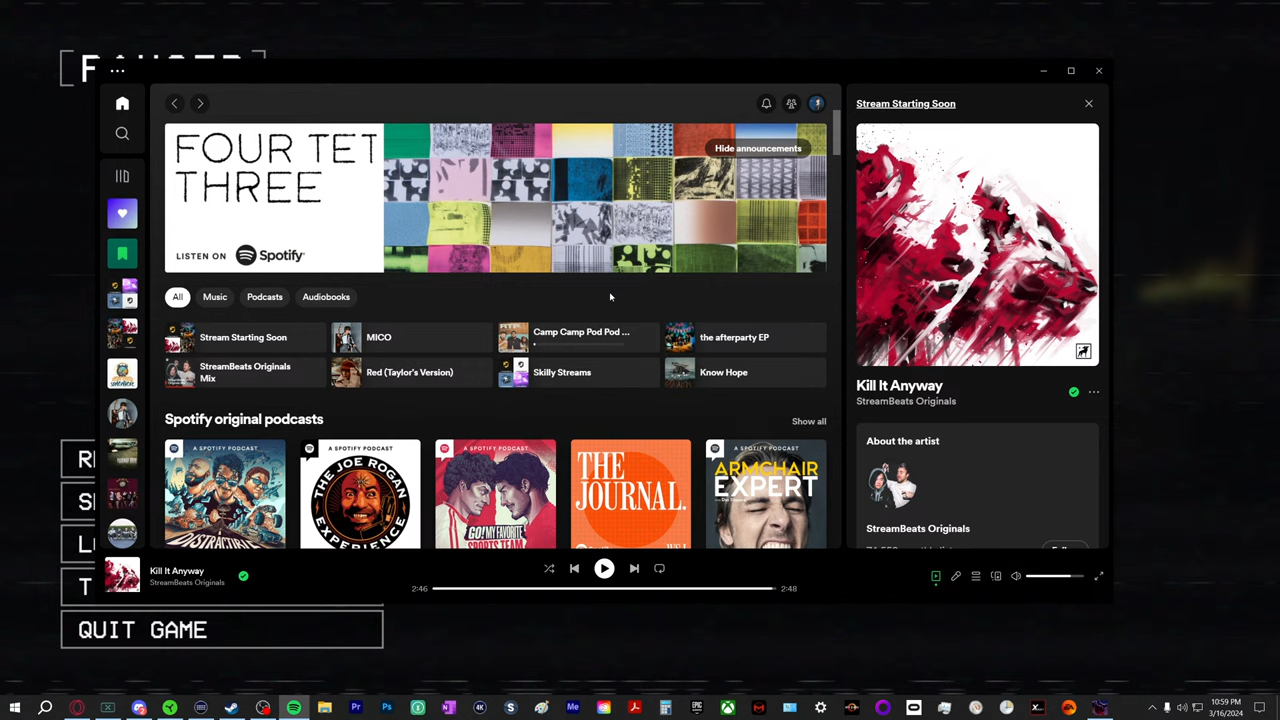 Stream Starting Soon
FOUR TET
THREE
Hide announcements
LISTEN ON Spotify
All
Music
Podcasts
Audiobooks
Stream Starting Soon
MICO
Camp Camp Pod Pod ...
the afterparty EP
StreamBeats Originals
Mix
Red (Taylor's Version)
Skilly Streams
Know Hope
Kill It Anyway
StreamBeats Originals
Spotify original podcasts
Show all
About the artist
A SPOTIFY PODCAST
A SPOTIFY PODCAST
THE JOE ROGAN
EXPERIENCE
A SPOTIFY PODCAST
GO! MY FAVORITE
SPORTS TEAM
THE
JOURNAL.
A SPOTIFY PODCAST
ARMCHAIR
EXPERT
StreamBeats Originals
Kill It Anyway
StreamBeats Originals
2:46
2:48
QUIT GAME
10:59 PM
3/16/2024